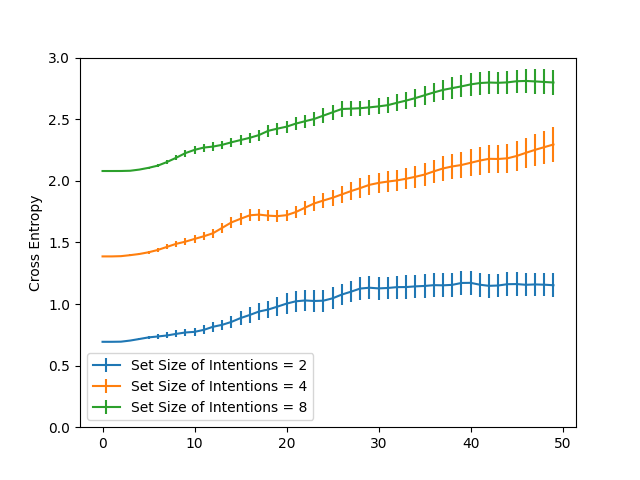 3.0
2.5
2.0
1.5
1.0
0.5
0.0
Cross Entropy
Set Size of Intentions = 2
Set Size of Intentions = 4
Set Size of Intentions = 8
0 10 20 30 40 50